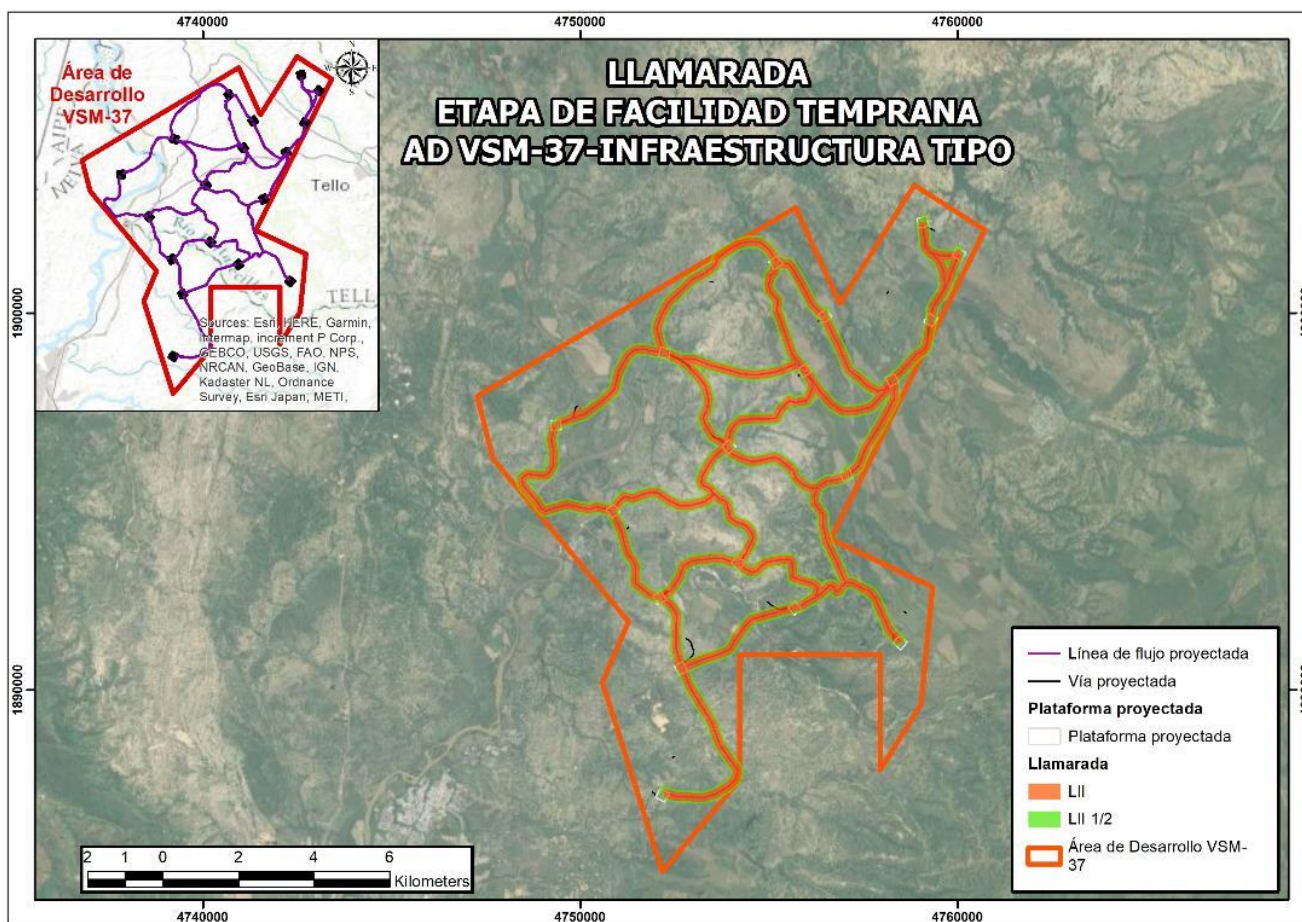 4740000
4750000
4760000
LLAMARADA
ETAPA DE FACILIDAD TEMPRANA
AD VSM-37-INFRAESTRUCTURA TIPO
Área de
Desarrollo
VSM-37
N
W
E
S
NEIVA
Tello
Río
TELL
Sources: Esri, HERE, Garmin,
Intermap, increment P Corp.,
GEBCO, USGS, FAO, NPS,
NRCAN, GeoBase, IGN,
Kadaster NL, Ordnance
Survey, Esri Japan, METI,
1900000
1890000
Línea de flujo proyectada
Vía proyectada
Plataforma proyectada
Plataforma proyectada
Llamarada
LII
LII 1/2
Área de Desarrollo VSM-
37
2 1 0 2 4 6
Kilometers
4740000
4750000
4760000